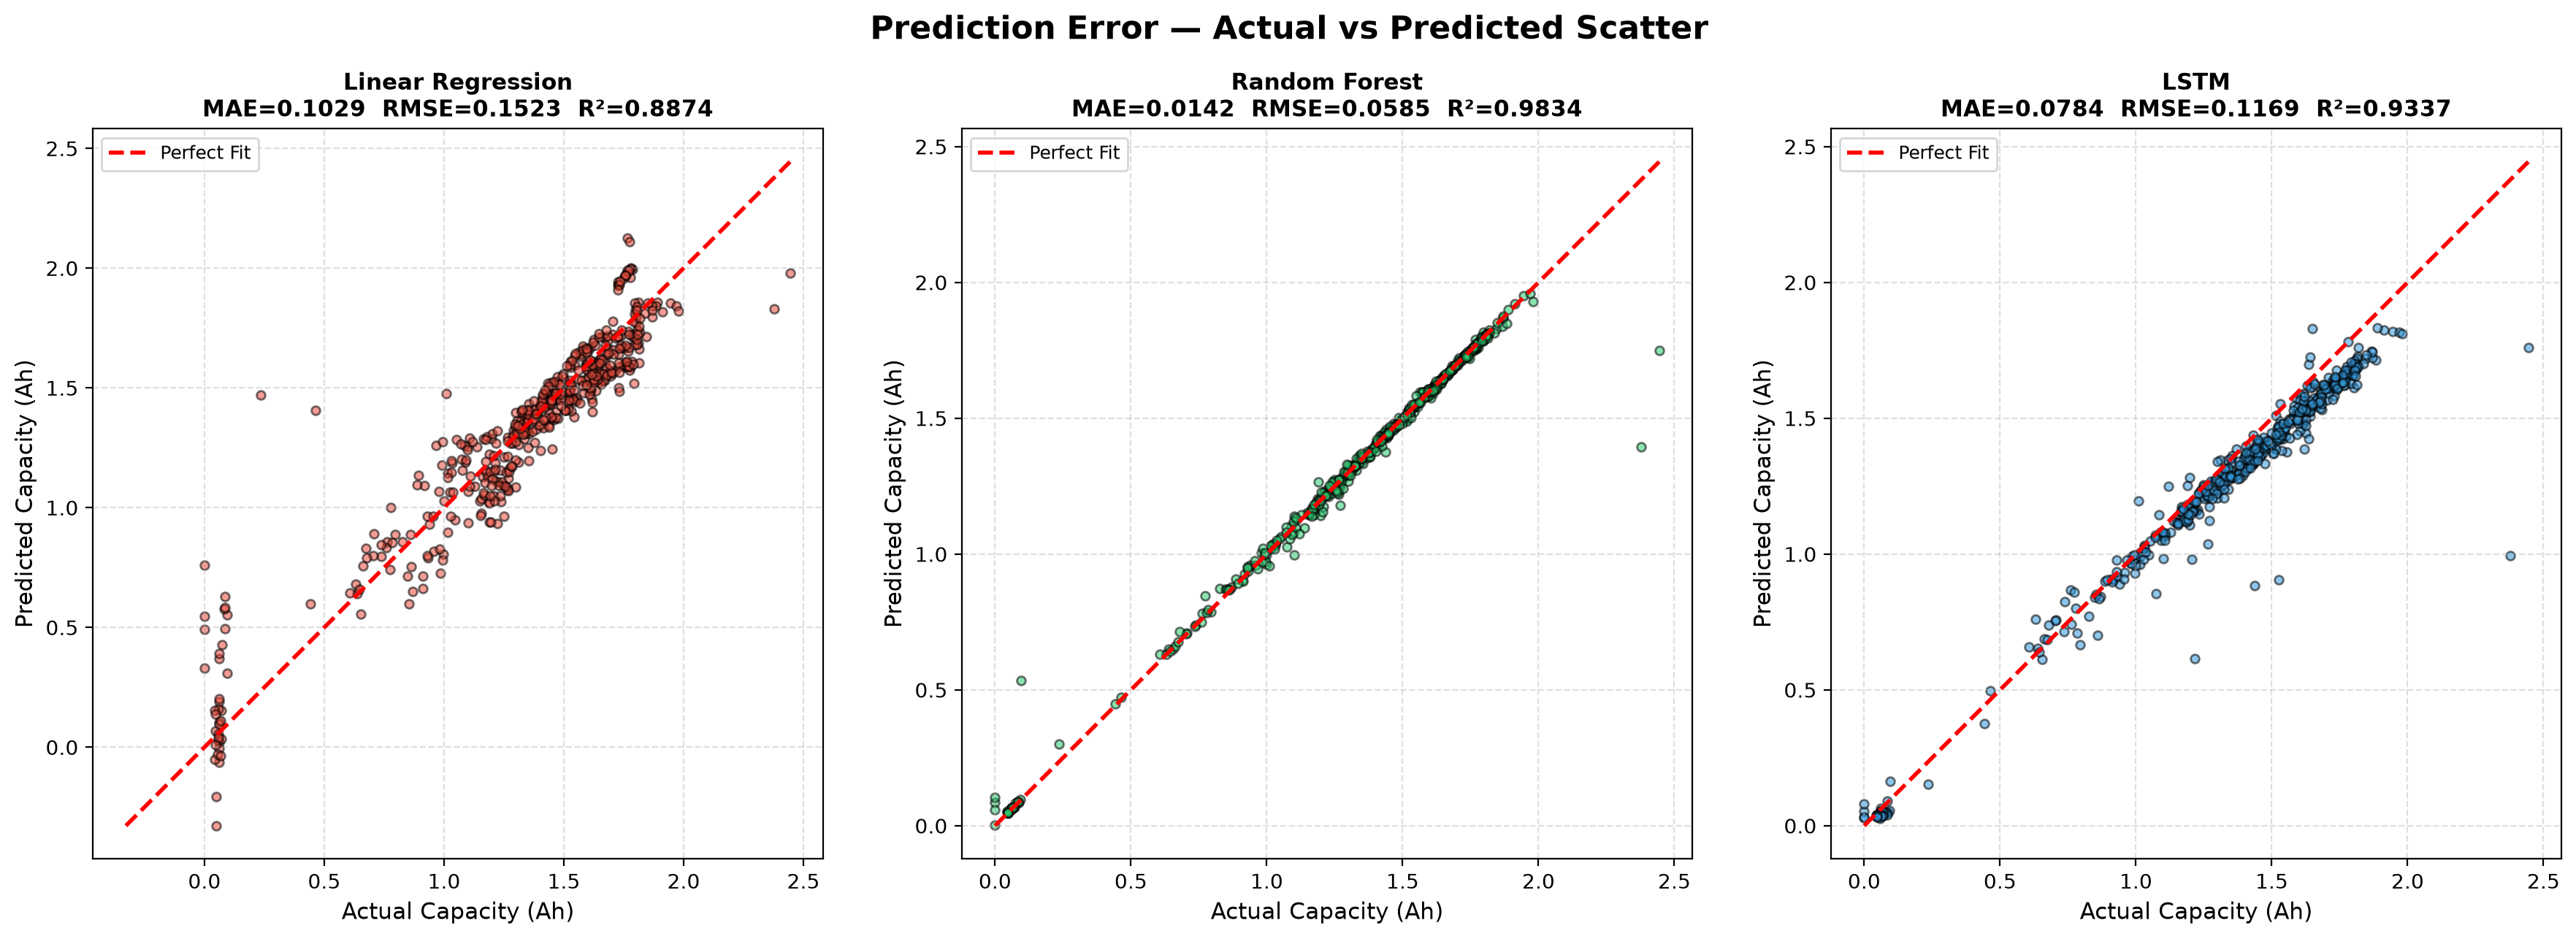 Prediction Error — Actual vs Predicted Scatter
Linear Regression
MAE=0.1029  RMSE=0.1523  R²=0.8874
Perfect Fit
2.5
2.0
1.5
1.0
0.5
0.0
Predicted Capacity (Ah)
0.0 0.5 1.0 1.5 2.0 2.5
Actual Capacity (Ah)
Random Forest
MAE=0.0142  RMSE=0.0585  R²=0.9834
Perfect Fit
2.5
2.0
1.5
1.0
0.5
0.0
Predicted Capacity (Ah)
0.0 0.5 1.0 1.5 2.0 2.5
Actual Capacity (Ah)
LSTM
MAE=0.0784  RMSE=0.1169  R²=0.9337
Perfect Fit
2.5
2.0
1.5
1.0
0.5
0.0
Predicted Capacity (Ah)
0.0 0.5 1.0 1.5 2.0 2.5
Actual Capacity (Ah)